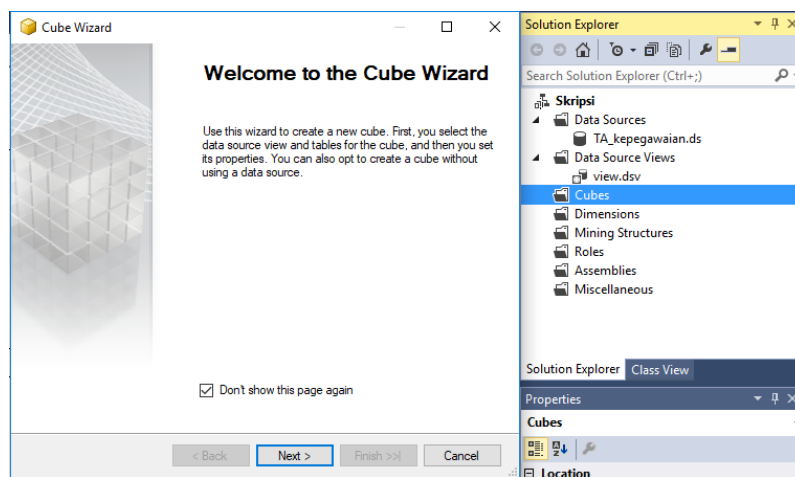 Cube Wizard
Welcome to the Cube Wizard
Use this wizard to create a new cube. First, you select the
data source view and tables for the cube, and then you set
its properties. You can also opt to create a cube without
using a data source.
Don't show this page again
< Back
Next >
Finish >>|
Cancel
Solution Explorer
Search Solution Explorer (Ctrl+;)
Skripsi
Data Sources
TA_kepegawaian.ds
Data Source Views
view.dsv
Cubes
Dimensions
Mining Structures
Roles
Assemblies
Miscellaneous
Solution Explorer
Class View
Properties
Cubes
Location